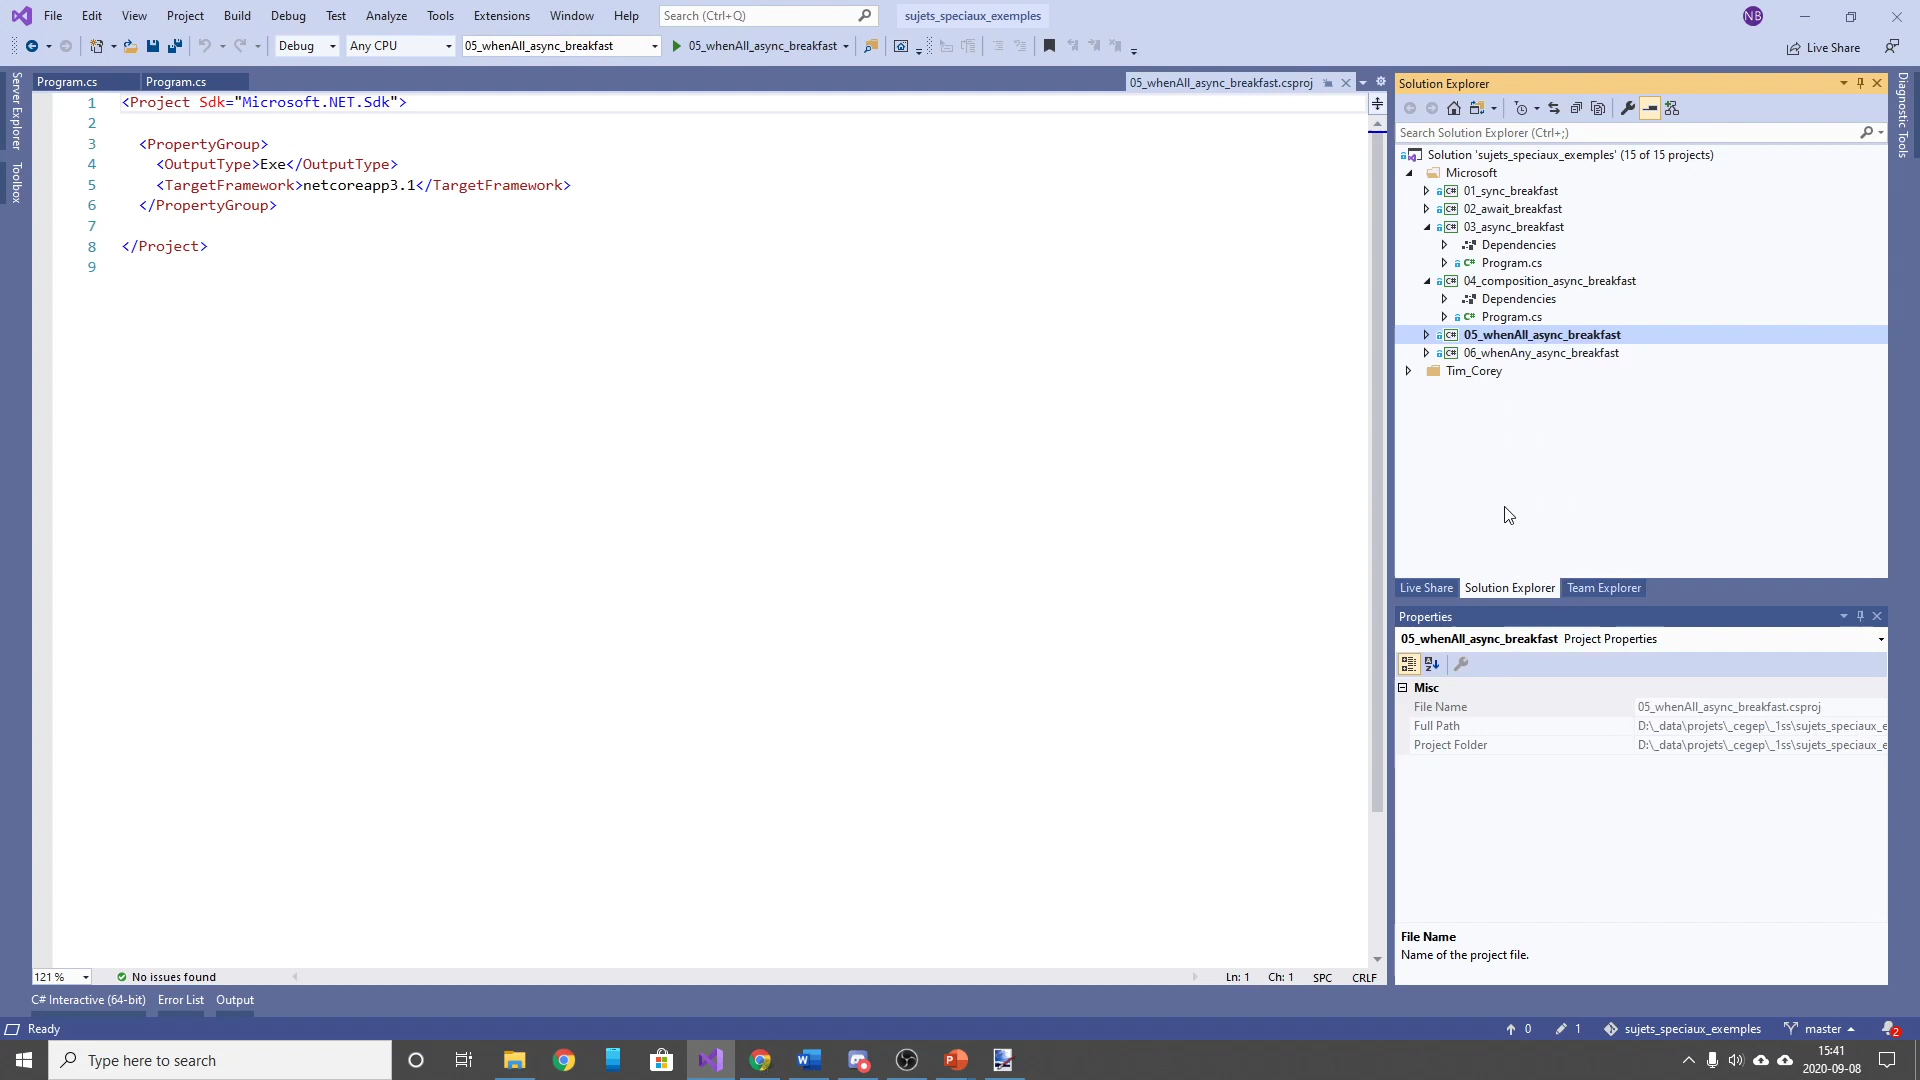 File Edit View Project Build Debug Test Analyze Tools Extensions Window Help Search (Ctrl+Q) sujets_speciaux_exemples NB
Debug Any CPU 05_whenAll_async_breakfast 05_whenAll_async_breakfast Live Share
Program.cs Program.cs 05_whenAll_async_breakfast.csproj
Server Explorer
Toolbox
1 <Project Sdk="Microsoft.NET.Sdk">
2
3 <PropertyGroup>
4 <OutputType>Exe</OutputType>
5 <TargetFramework>netcoreapp3.1</TargetFramework>
6 </PropertyGroup>
7
8 </Project>
9
121 % No issues found Ln: 1 Ch: 1 SPC CRLF
C# Interactive (64-bit) Error List Output
Solution Explorer
Search Solution Explorer (Ctrl+;)
Solution 'sujets_speciaux_exemples' (15 of 15 projects)
Microsoft
C# 01_sync_breakfast
C# 02_await_breakfast
C# 03_async_breakfast
Dependencies
C# Program.cs
C# 04_composition_async_breakfast
Dependencies
C# Program.cs
C# 05_whenAll_async_breakfast
C# 06_whenAny_async_breakfast
Tim_Corey
Live Share Solution Explorer Team Explorer
Properties
05_whenAll_async_breakfast Project Properties
Misc
File Name 05_whenAll_async_breakfast.csproj
Full Path D:\_data\projets\_cegep\_1ss\sujets_speciaux_e
Project Folder D:\_data\projets\_cegep\_1ss\sujets_speciaux_e
File Name
Name of the project file.
Diagnostic Tools
Ready 0 1 sujets_speciaux_exemples master 2
Type here to search
15:41
2020-09-08